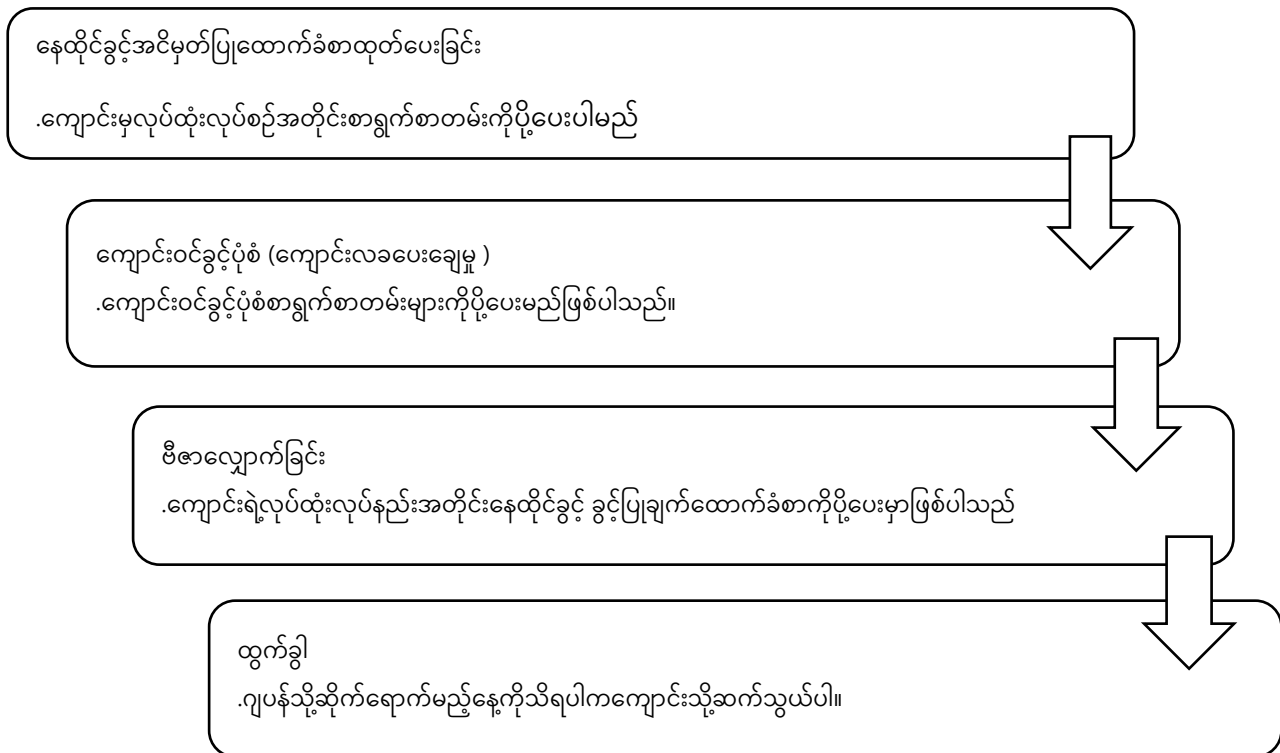 နေထိုင်ခွင့်အငိမှတ်ပြုထောက်ခံစာထုတ်ပေးခြင်း
.ကျောင်းမှလုပ်ထုံးလုပ်စဉ်အတိုင်းစာရွက်စာတမ်းကိုပို့ပေးပါမည်
ကျောင်းဝင်ခွင့်ပုံစံ (ကျောင်းလခပေးချေမှု )
.ကျောင်းဝင်ခွင့်ပုံစံစာရွက်စာတမ်းများကိုပို့ပေးမည်ဖြစ်ပါသည်။
ဗီဇာလျှောက်ခြင်း
.ကျောင်းရဲ့လုပ်ထုံးလုပ်နည်းအတိုင်းနေထိုင်ခွင့် ခွင့်ပြုချက်ထောက်ခံစာကိုပို့ပေးမှာဖြစ်ပါသည်
ထွက်ခွါ
.ဂျပန်သို့ဆိုက်ရောက်မည့်နေ့ကိုသိရပါကကျောင်းသို့ဆက်သွယ်ပါ။